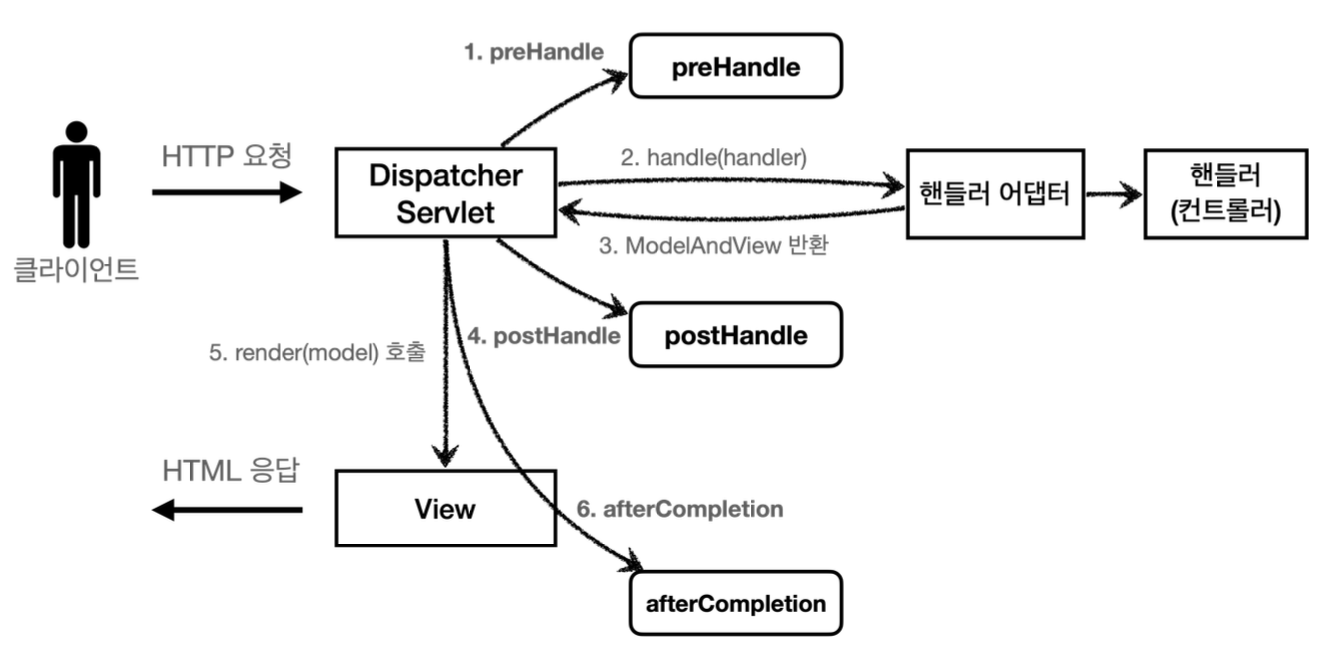 1. preHandle
preHandle
HTTP 요청
Dispatcher
Servlet
2. handle(handler)
핸들러 어댑터
핸들러
(컨트롤러)
3. ModelAndView 반환
클라이언트
4. postHandle
postHandle
5. render(model) 호출
HTML 응답
View
6. afterCompletion
afterCompletion